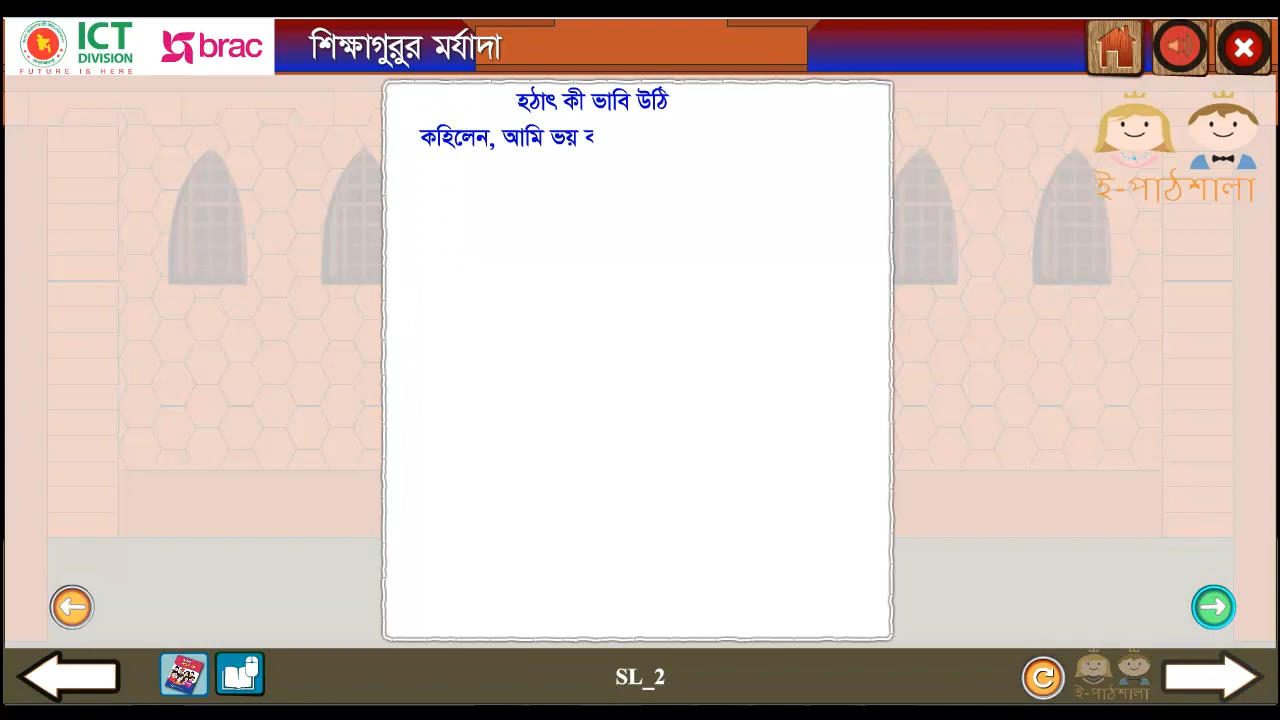 ICT
DIVISION
FUTURE IS HERE
brac
শিক্ষাগুরুর মর্যাদা
হঠাৎ কী ভাবি উঠি
কহিলেন, আমি ভয় ব
ই-পাঠশালা
SL_2
ই-পাঠশালা